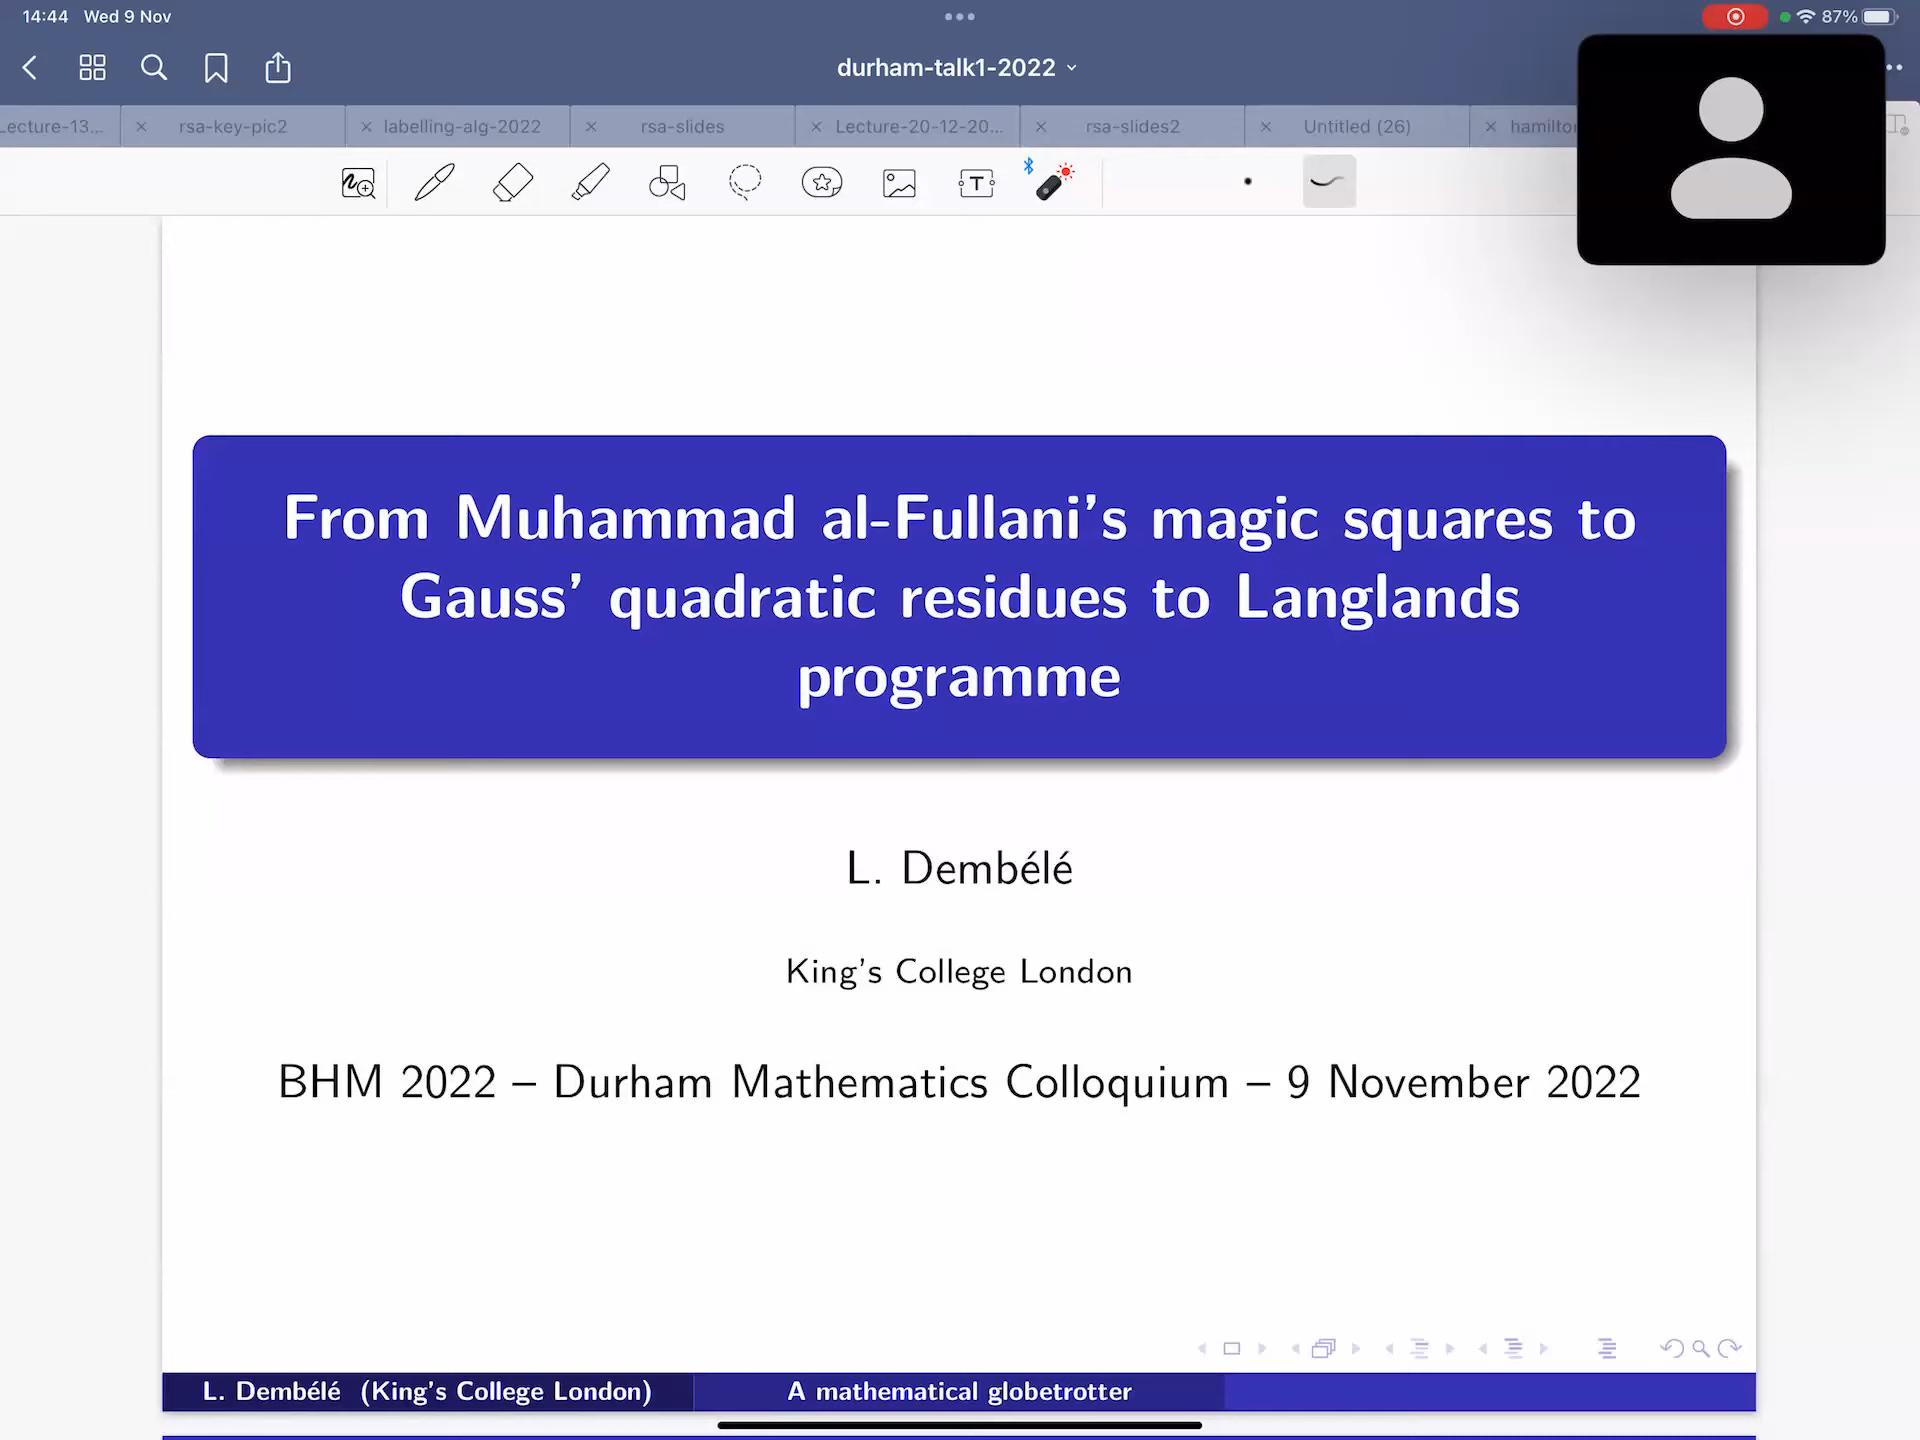 14:44 Wed 9 Nov
87%
durham-talk1-2022
ecture-13...
rsa-key-pic2
labelling-alg-2022
rsa-slides
Lecture-20-12-20...
rsa-slides2
Untitled (26)
T
From Muhammad al-Fullani's magic squares to
Gauss' quadratic residues to Langlands
programme
L. Dembélé
King's College London
BHM 2022 – Durham Mathematics Colloquium – 9 November 2022
L. Dembélé (King's College London)
A mathematical globetrotter